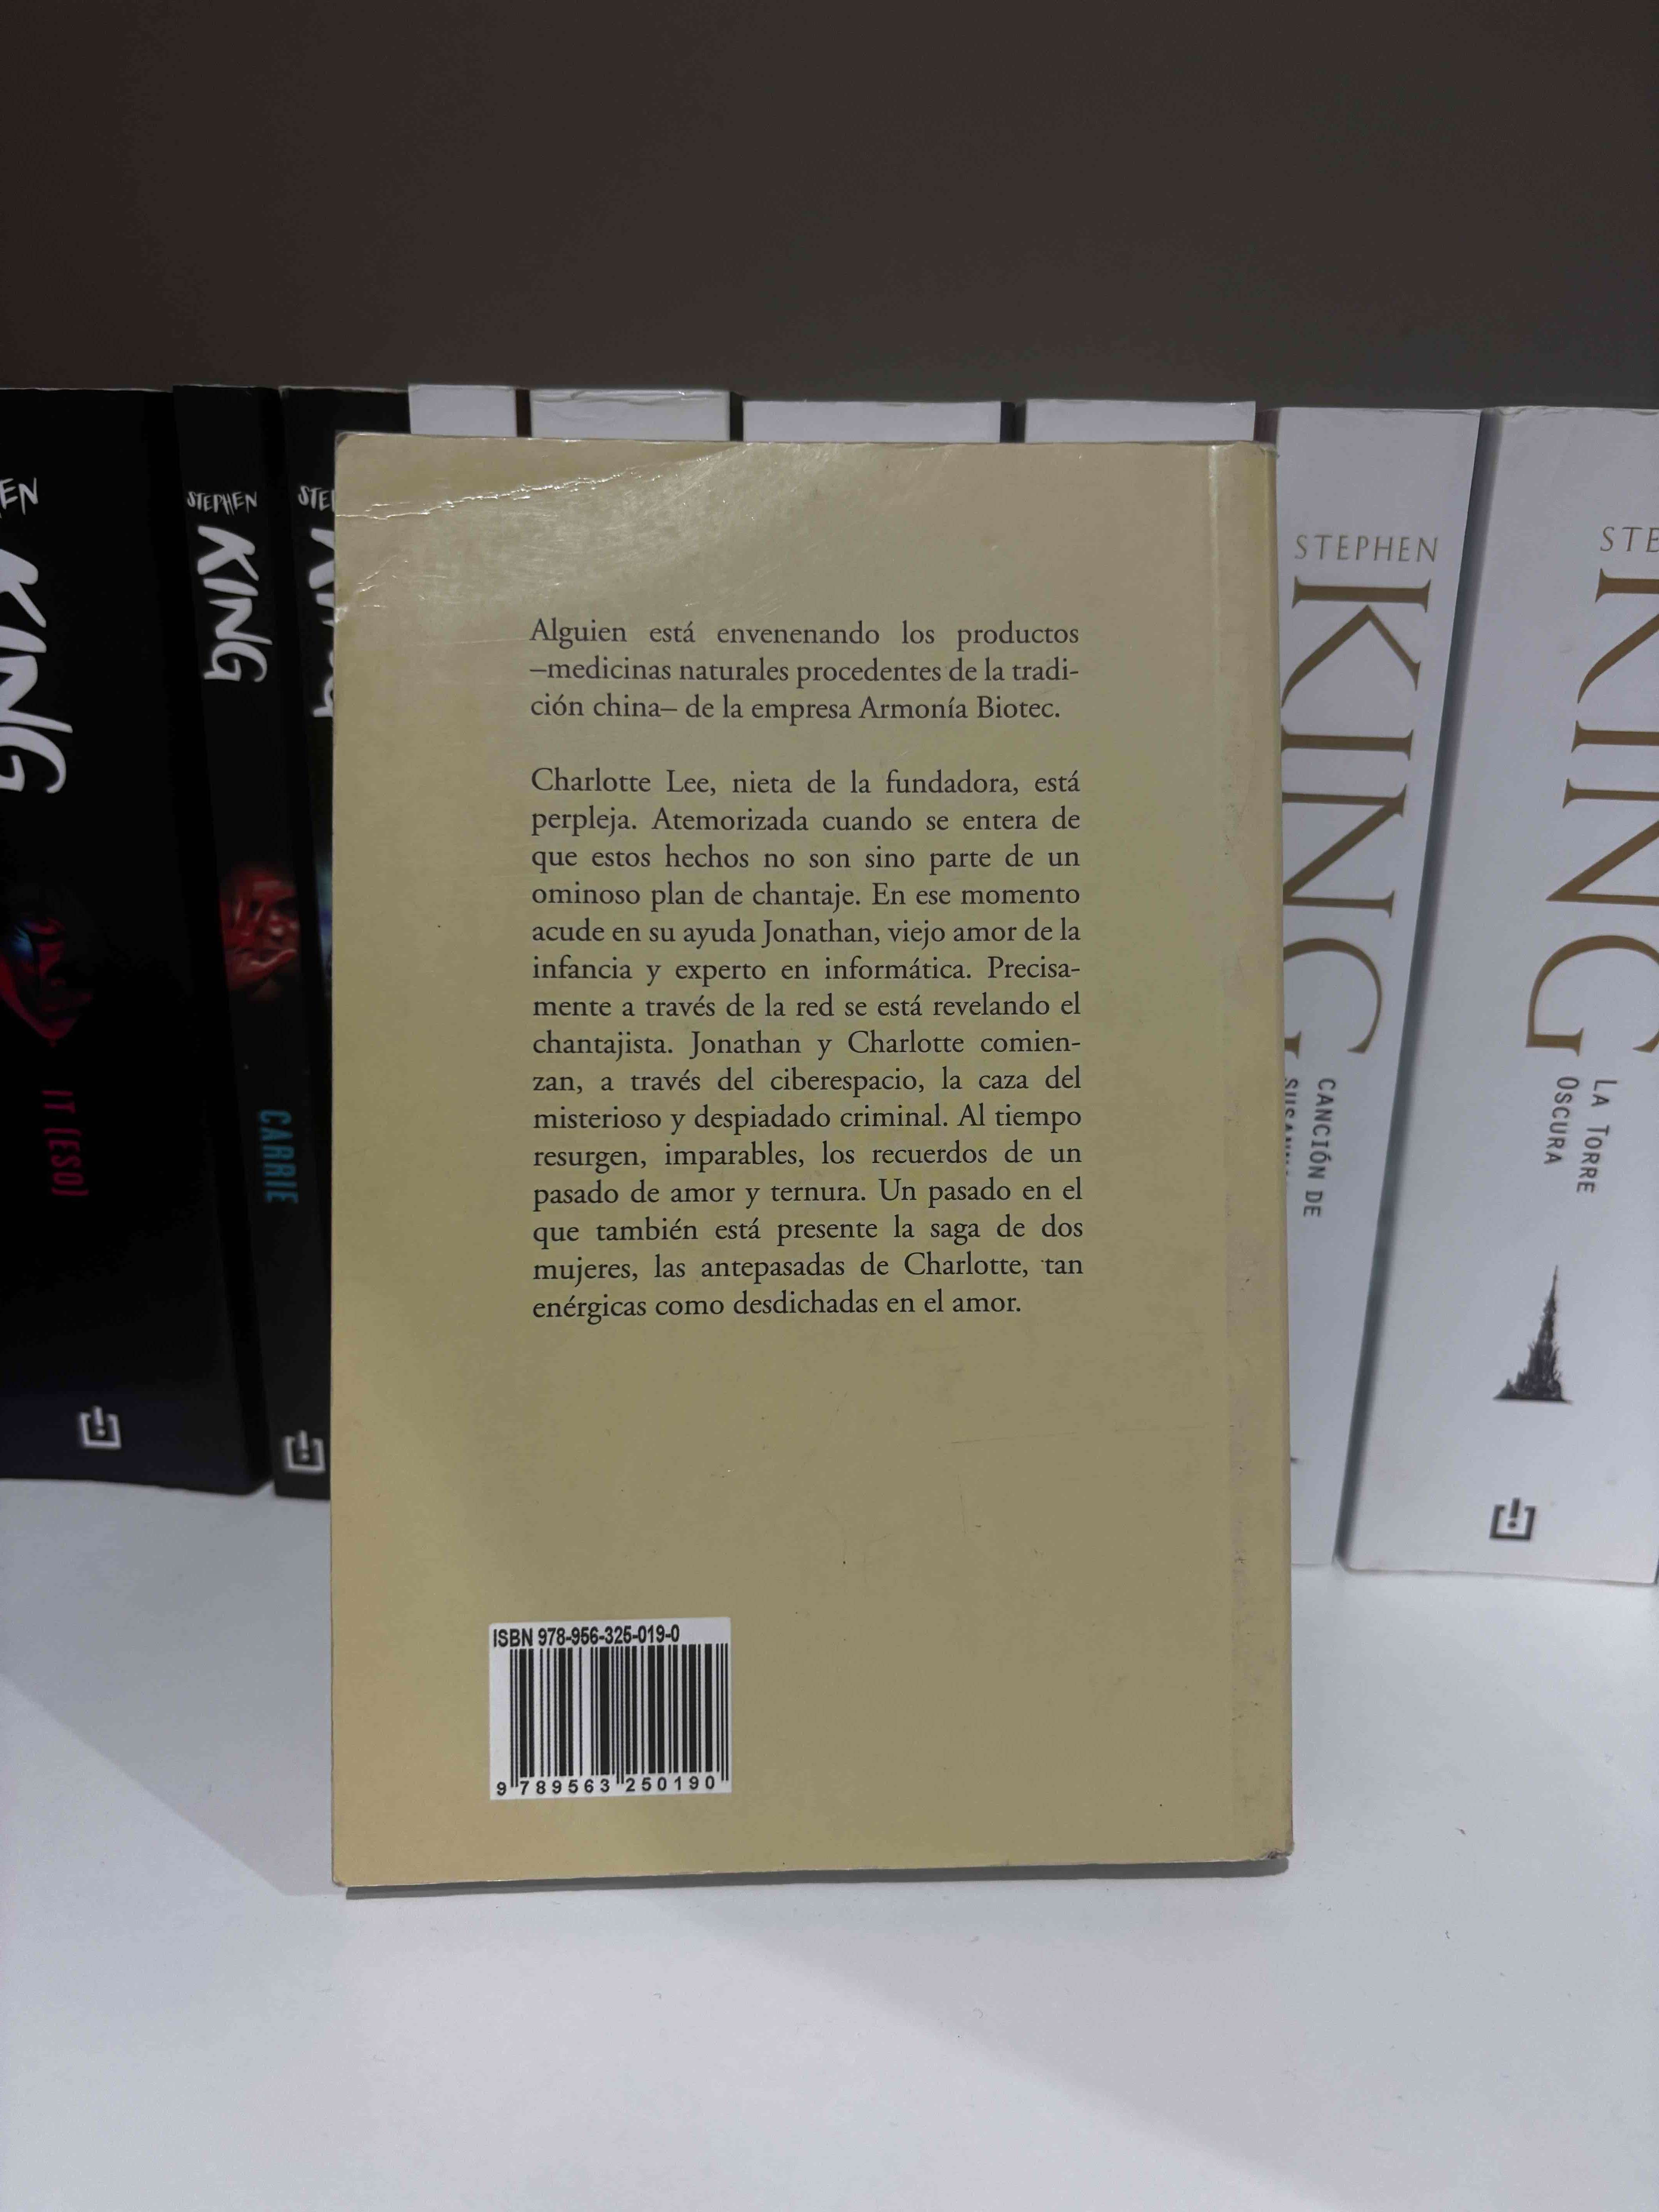 Alguien está envenenando los productos
–medicinas naturales procedentes de la tradi-
ción china– de la empresa Armonía Biotec.
Charlotte Lee, nieta de la fundadora, está
perpleja. Atemorizada cuando se entera de
que estos hechos no son sino parte de un
ominoso plan de chantaje. En ese momento
acude en su ayuda Jonathan, viejo amor de la
infancia y experto en informática. Precisa-
mente a través de la red se está revelando el
chantajista. Jonathan y Charlotte comien-
zan, a través del ciberespacio, la caza del
misterioso y despiadado criminal. Al tiempo
resurgen, imparables, los recuerdos de un
pasado de amor y ternura. Un pasado en el
que también está presente la saga de dos
mujeres, las antepasadas de Charlotte, tan
enérgicas como desdichadas en el amor.
ISBN 978-956-325-019-0
9 789563 250190
EN
KING
IT (ESO)
STEPHEN
KING
CARRIE
STE
STEPHEN
KING
CANCIÓN DE
STE
KING
LA TORRE
OSCURA